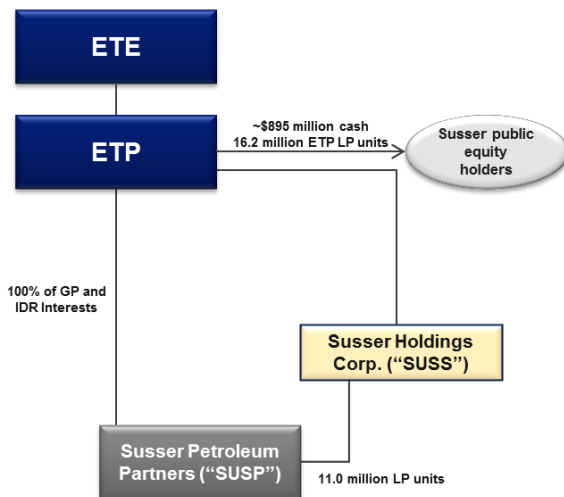 ETE
ETP
~$895 million cash
16.2 million ETP LP units
Susser public
equity
holders
100% of GP and
IDR Interests
Susser Holdings
Corp. (“SUSS”)
Susser Petroleum
Partners (“SUSP”)
11.0 million LP units